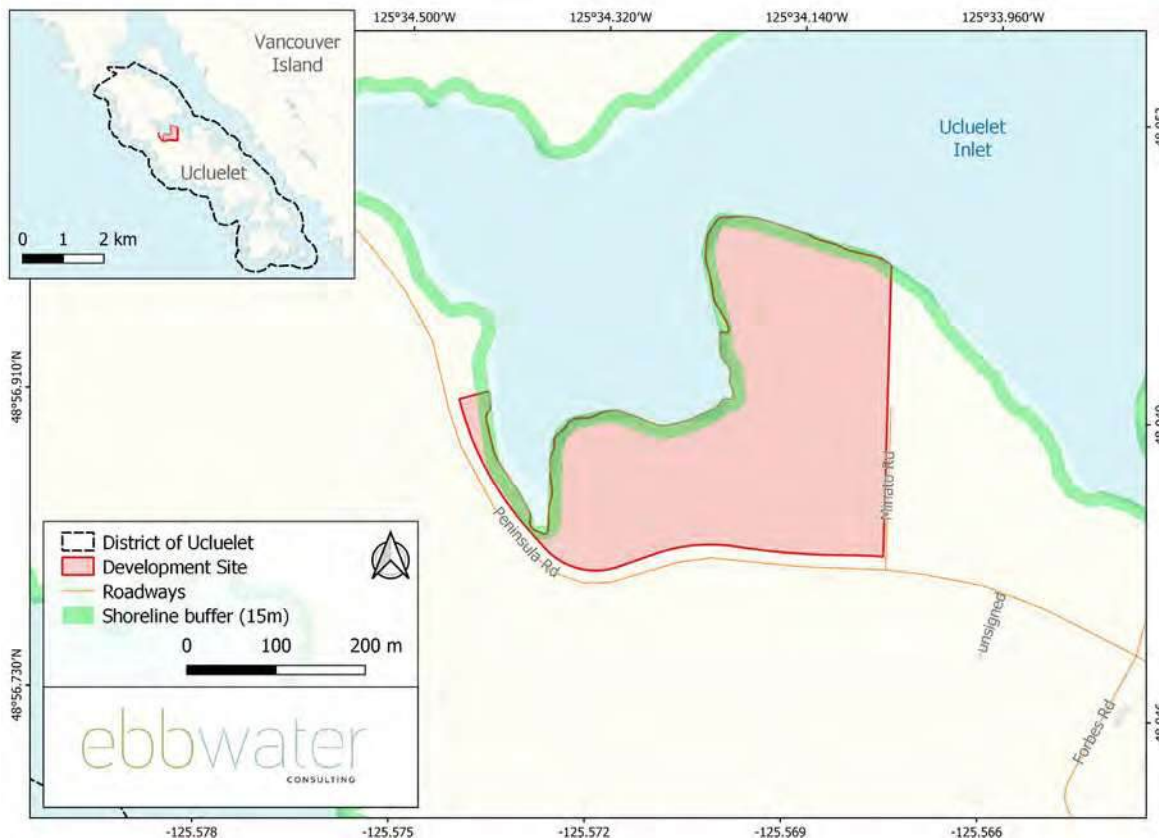 125°34.500'W
125°34.320'W
125°34.140'W
125°33.960'W
Vancouver
Island
Ucluelet
0 1 2 km
Ucluelet
Inlet
48°56.910'N
Minato Rd
Peninsula Rd
District of Ucluelet
Development Site
Roadways
Shoreline buffer (15m)
0 100 200 m
unsigned
48°56.730'N
Forbes Rd
ebbwater
CONSULTING
-125.578
-125.575
-125.572
-125.569
-125.566